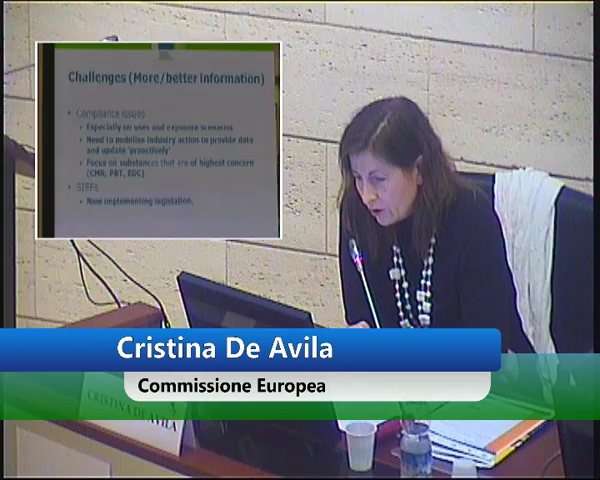 Challenges (More/better information)
Compliance issues
Especially on uses and exposure scenarios
Need to mobilise industry action to provide data
and update 'proactively'
Focus on substances that are of highest concern
(CMR, PBT, EDC)
SIEFs
New implementing legislation.
Cristina De Avila
Commissione Europea
CRISTINA DE AVILA